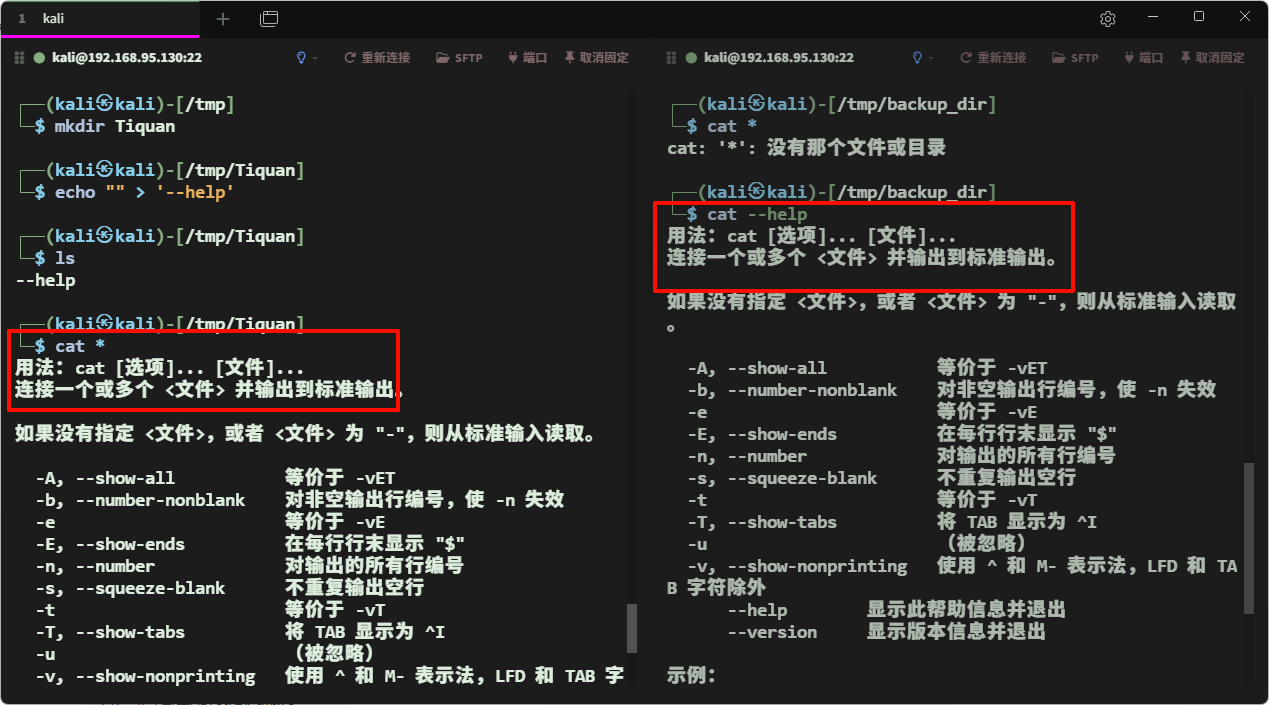 1 kali
kali@192.168.95.130:22 重新连接 SFTP 端口 取消固定
┌──(kali㉿kali)-[/tmp]
└─$ mkdir Tiquan
┌──(kali㉿kali)-[/tmp/Tiquan]
└─$ echo "" > '--help'
┌──(kali㉿kali)-[/tmp/Tiquan]
└─$ ls
--help
┌──(kali㉿kali)-[/tmp/Tiquan]
└─$ cat *
用法：cat [选项]... [文件]...
连接一个或多个 <文件> 并输出到标准输出。
如果没有指定 <文件>，或者 <文件> 为 "-"，则从标准输入读取。
-A, --show-all 等价于 -vET
-b, --number-nonblank 对非空输出行编号，使 -n 失效
-e 等价于 -vE
-E, --show-ends 在每行行末显示 "$"
-n, --number 对输出的所有行编号
-s, --squeeze-blank 不重复输出空行
-t 等价于 -vT
-T, --show-tabs 将 TAB 显示为 ^I
-u （被忽略）
-v, --show-nonprinting 使用 ^ 和 M- 表示法，LFD 和 TAB 字
kali@192.168.95.130:22 重新连接 SFTP 端口 取消固定
┌──(kali㉿kali)-[/tmp/backup_dir]
└─$ cat *
cat: '*': 没有那个文件或目录
┌──(kali㉿kali)-[/tmp/backup_dir]
└─$ cat --help
用法：cat [选项]... [文件]...
连接一个或多个 <文件> 并输出到标准输出。
如果没有指定 <文件>，或者 <文件> 为 "-"，则从标准输入读取
。
-A, --show-all 等价于 -vET
-b, --number-nonblank 对非空输出行编号，使 -n 失效
-e 等价于 -vE
-E, --show-ends 在每行行末显示 "$"
-n, --number 对输出的所有行编号
-s, --squeeze-blank 不重复输出空行
-t 等价于 -vT
-T, --show-tabs 将 TAB 显示为 ^I
-u （被忽略）
-v, --show-nonprinting 使用 ^ 和 M- 表示法，LFD 和 TA
B 字符除外
--help 显示此帮助信息并退出
--version 显示版本信息并退出
示例：